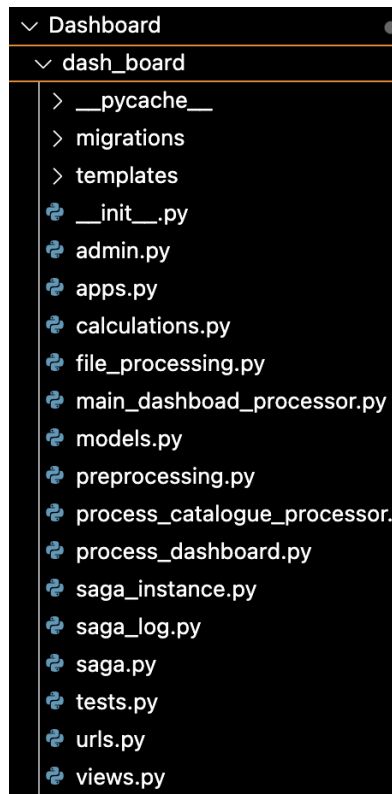 Dashboard
dash_board
__pycache__
migrations
templates
__init__.py
admin.py
apps.py
calculations.py
file_processing.py
main_dashboad_processor.py
models.py
preprocessing.py
process_catalogue_processor.
process_dashboard.py
saga_instance.py
saga_log.py
saga.py
tests.py
urls.py
views.py